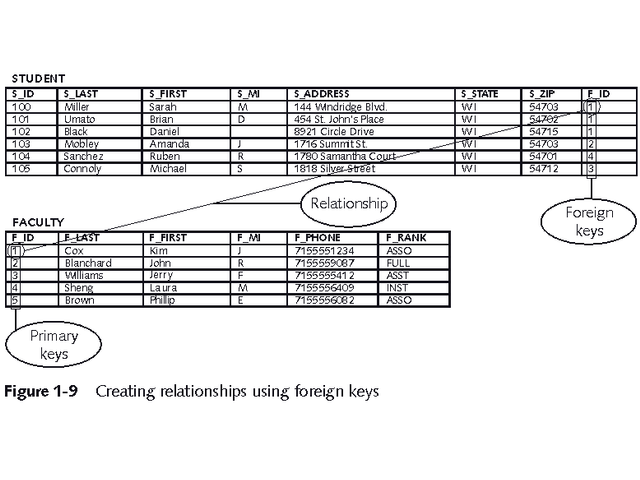 STUDENT
S_ID S_LAST S_FIRST S_MI S_ADDRESS S_STATE S_ZIP F_ID
100 Miller Sarah M 144 Windridge Blvd. WI 54703 1
101 Umato Brian D 454 St. John's Place WI 54702 1
102 Black Daniel 8921 Circle Drive WI 54715 1
103 Mobley Amanda J 1716 Summit St. WI 54703 2
104 Sanchez Ruben R 1780 Samantha Court WI 54701 4
105 Connoly Michael S 1818 Silver Street WI 54712 3
Relationship
Foreign
keys
FACULTY
F_ID F_LAST F_FIRST F_MI F_PHONE F_RANK
1 Cox Kim J 7155551234 ASSO
2 Blanchard John R 7155559087 FULL
3 Williams Jerry F 7155555412 ASST
4 Sheng Laura M 7155556409 INST
5 Brown Phillip E 7155556082 ASSO
Primary
keys
Figure 1-9 Creating relationships using foreign keys